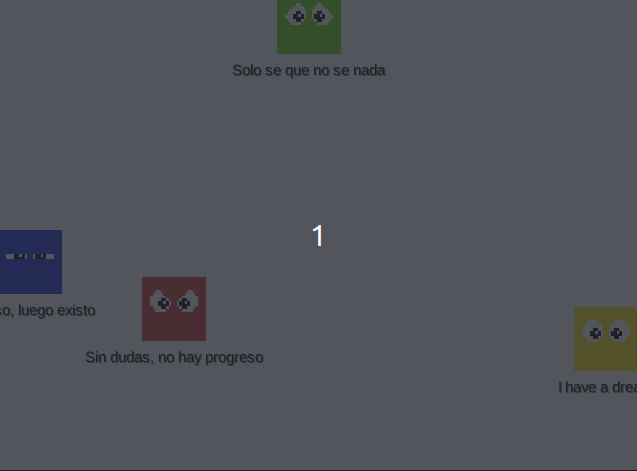 Solo se que no se nada
1
so, luego existo
Sin dudas, no hay progreso
I have a drea